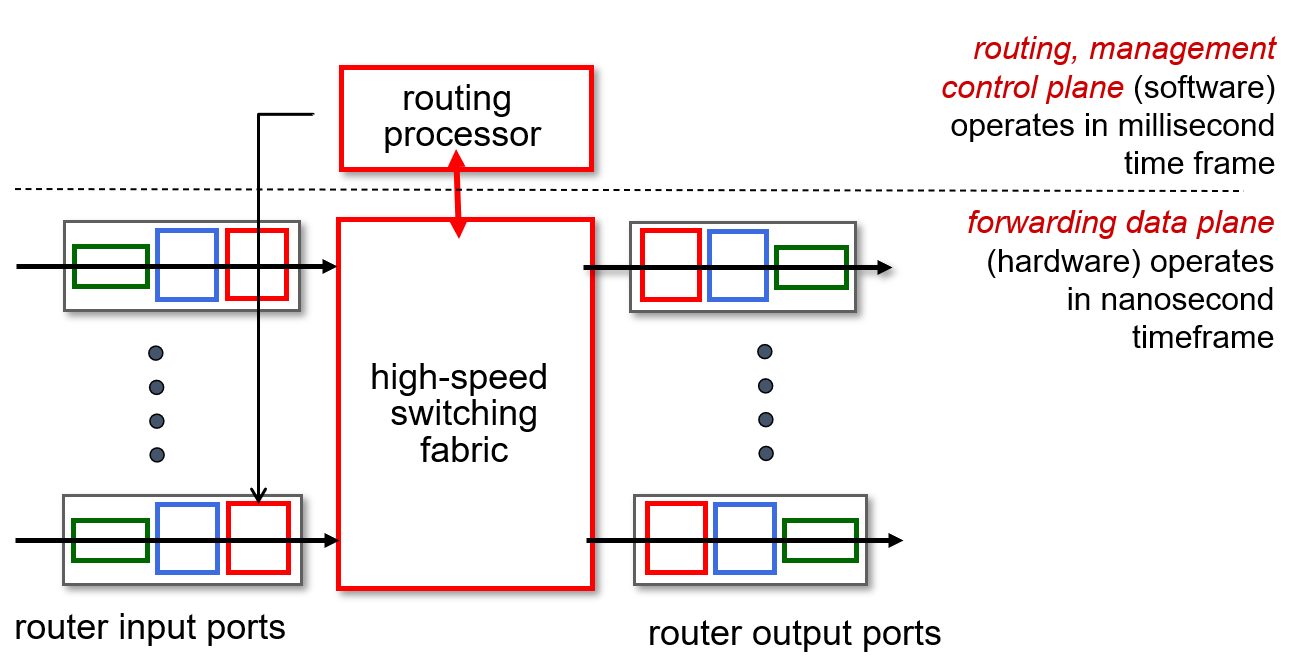 routing, management
control plane (software)
operates in millisecond
time frame
routing
processor
forwarding data plane
(hardware) operates
in nanosecond
timeframe
high-speed
switching
fabric
router input ports
router output ports